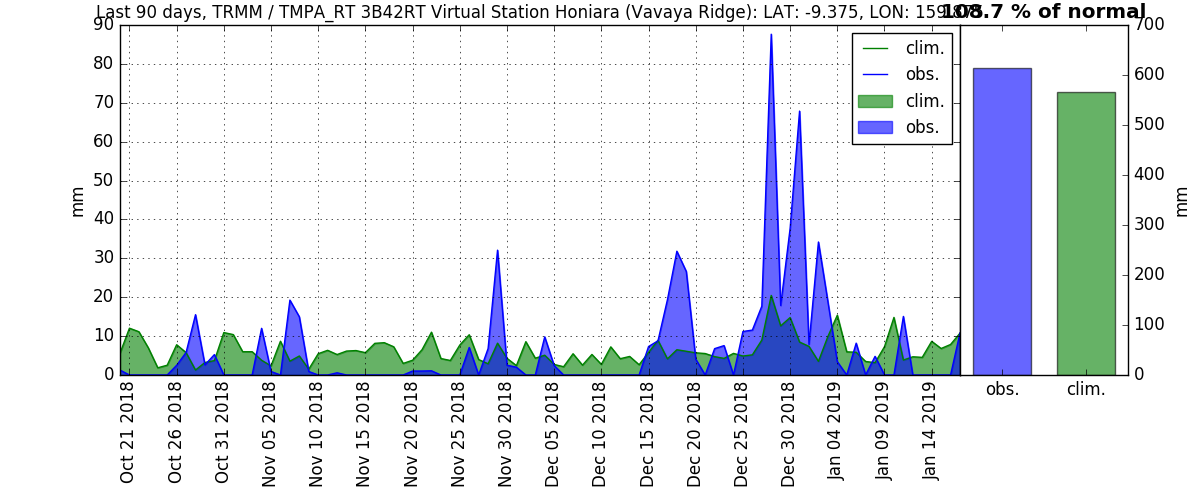 Last 90 days, TRMM / TMPA_RT 3B42RT Virtual Station Honiara (Vavaya Ridge): LAT: -9.375, LON:
108.7 % of normal
90
80
70
60
50
40
30
20
10
0
mm
clim.
obs.
clim.
obs.
Oct 21 2018
Oct 26 2018
Oct 31 2018
Nov 05 2018
Nov 10 2018
Nov 15 2018
Nov 20 2018
Nov 25 2018
Nov 30 2018
Dec 05 2018
Dec 10 2018
Dec 15 2018
Dec 20 2018
Dec 25 2018
Dec 30 2018
Jan 04 2019
Jan 09 2019
Jan 14 2019
700
600
500
400
300
200
100
0
mm
obs.
clim.